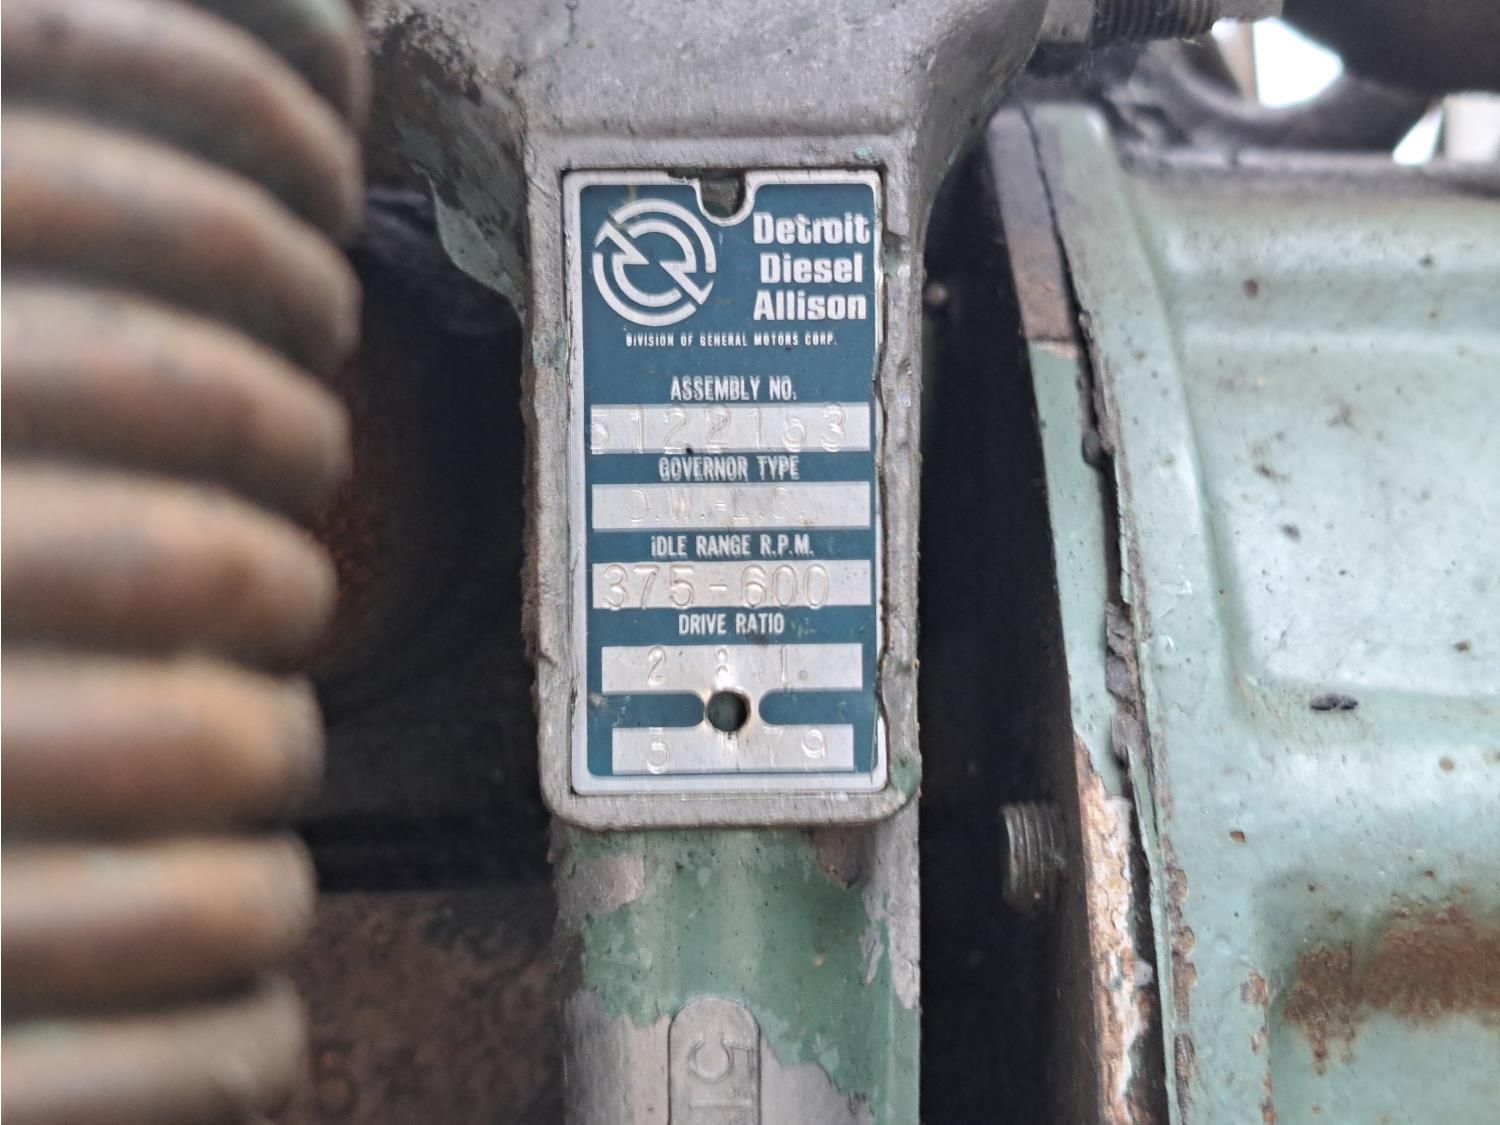 Detroit
Diesel
Allison
DIVISION OF GENERAL MOTORS CORP.
ASSEMBLY NO.
5122153
GOVERNOR TYPE
D.W.-L.S.
IDLE RANGE R.P.M.
375-600
DRIVE RATIO
2:1.
5 79